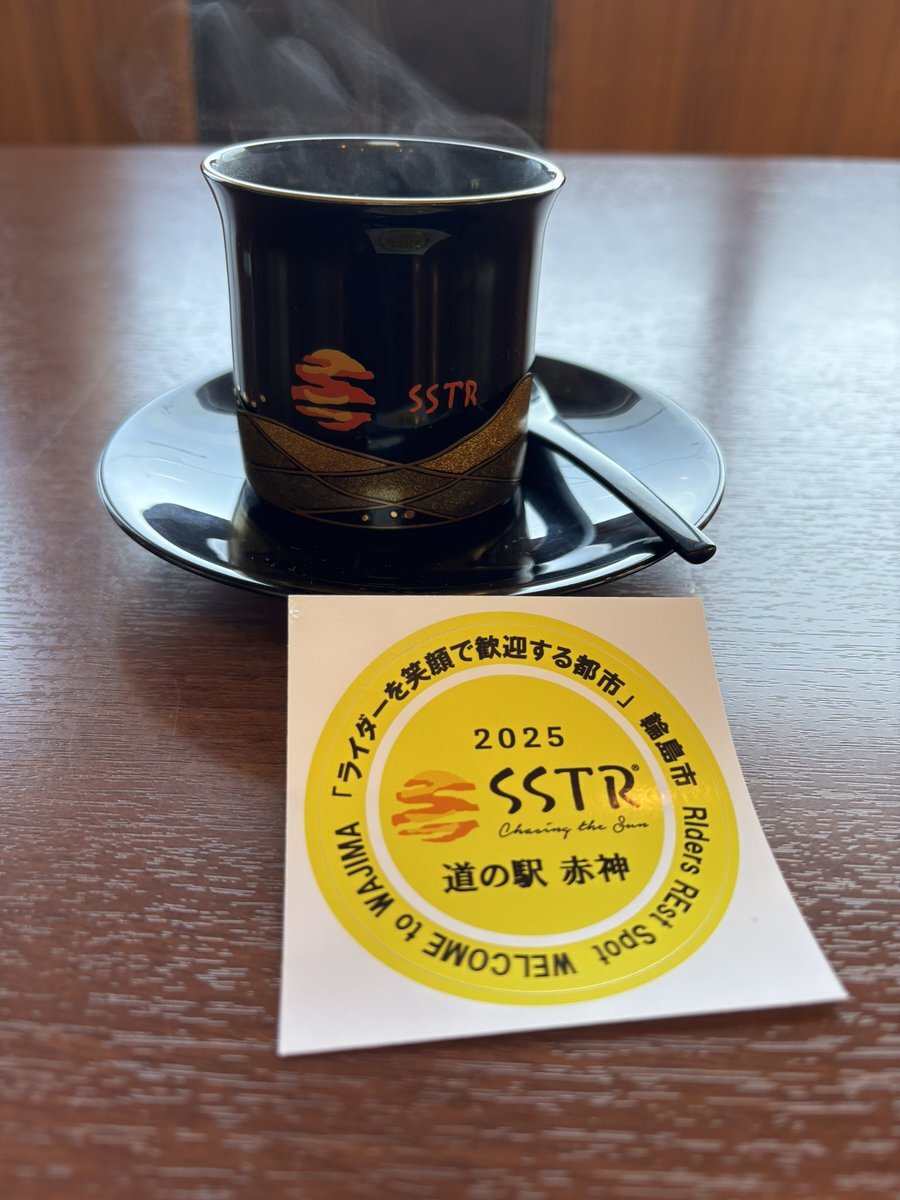 SSTR
「ライダーを笑顔で歓迎する都市」 輪島市
RIders REst Spot
WELCOME to WAJIMA
2025
SSTR®
Chasing the Sun
道の駅 赤神